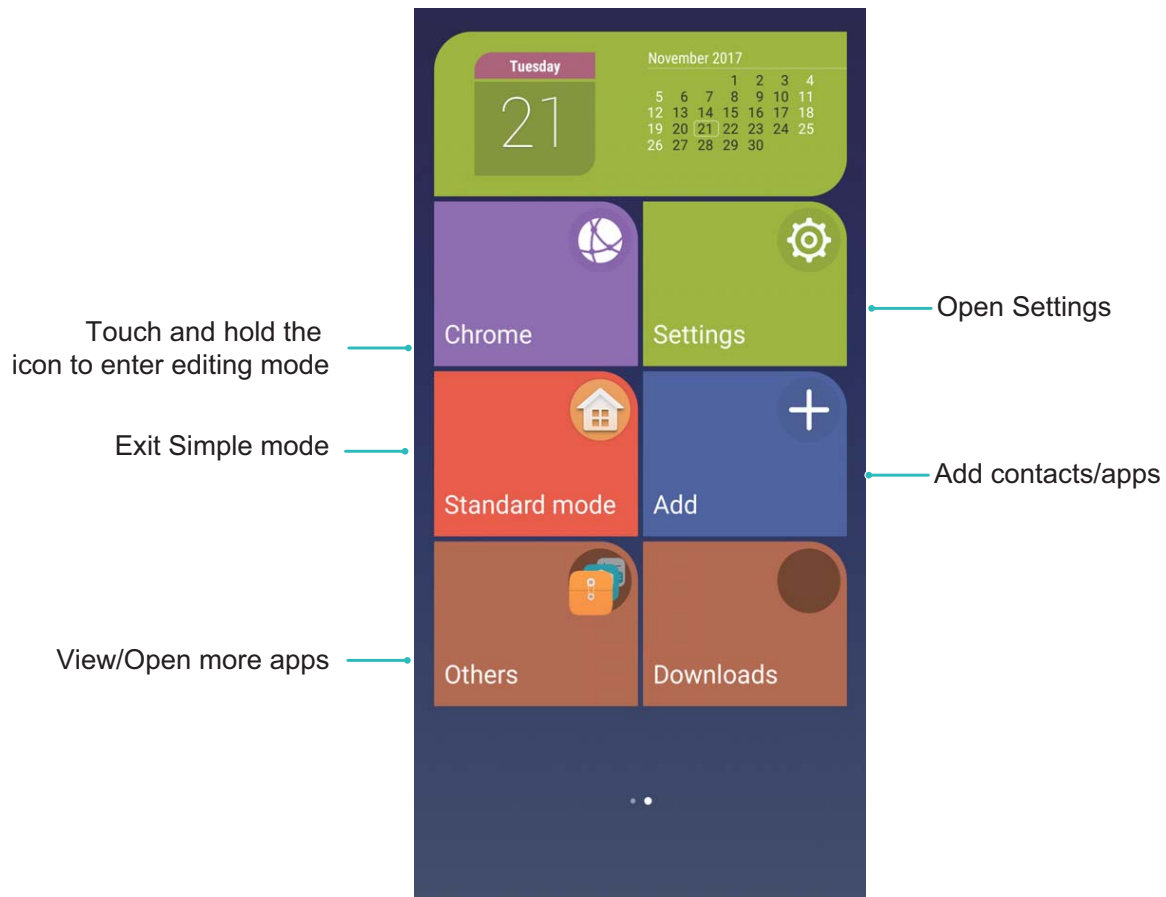 Tuesday
21
November 2017
1 2 3 4
5 6 7 8 9 10 11
12 13 14 15 16 17 18
19 20 21 22 23 24 25
26 27 28 29 30
Chrome
Settings
Open Settings
Touch and hold the
icon to enter editing mode
Exit Simple mode
Standard mode
Add
Add contacts/apps
View/Open more apps
Others
Downloads